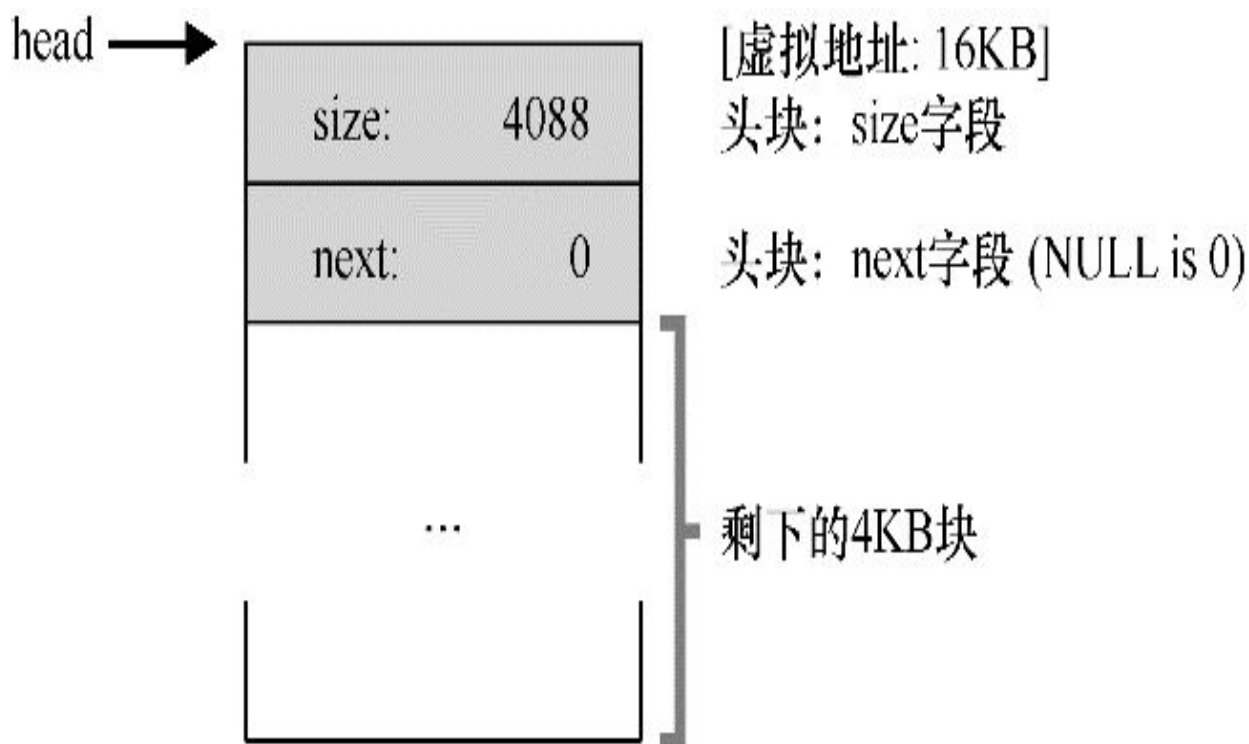 head
[虚拟地址: 16KB]
size: 4088
头块：size字段
next: 0
头块：next字段 (NULL is 0)
...
剩下的4KB块